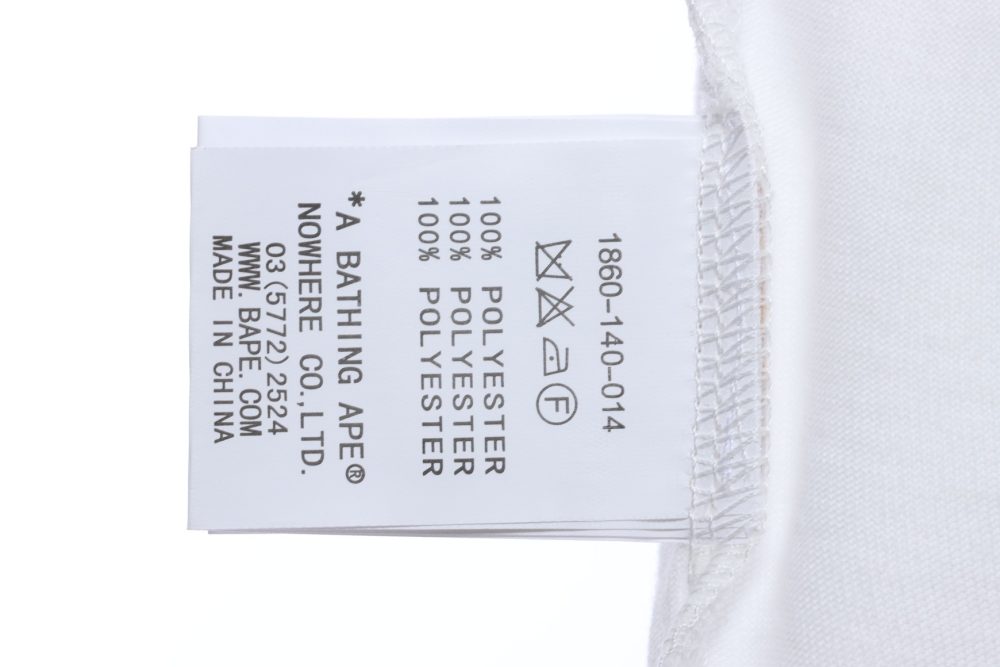 1860-140-014
F
100% POLYESTER
100% POLYESTER
100% POLYESTER
*A BATHING APE®
NOWHERE CO.,LTD.
03(5772)2524
WWW.BAPE.COM
MADE IN CHINA